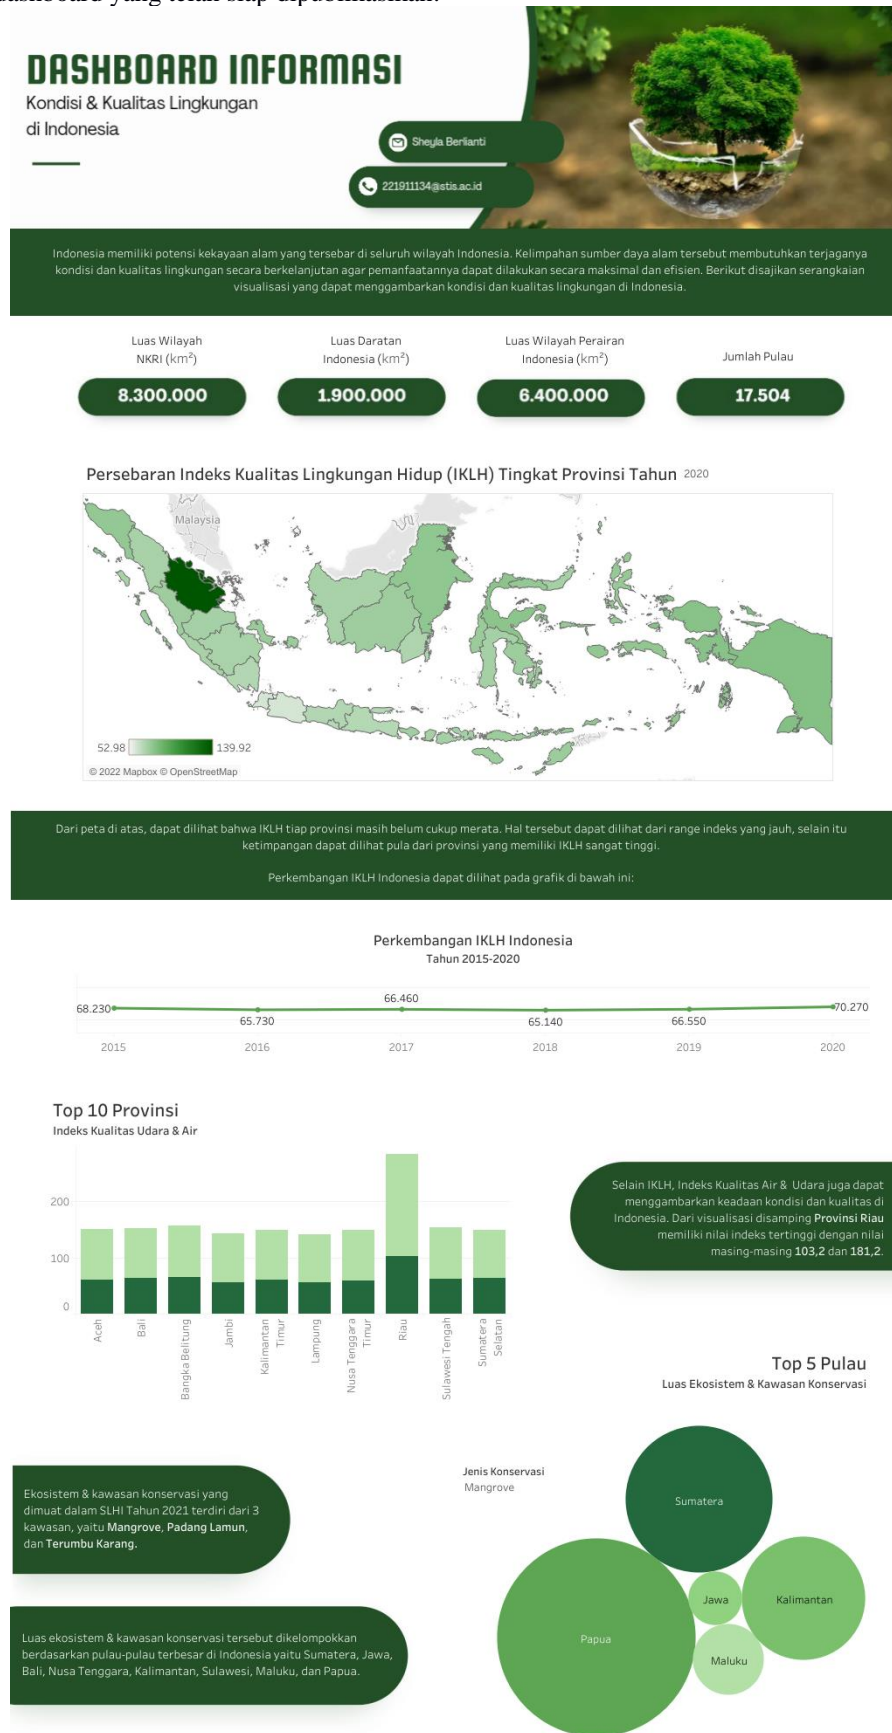 dashboard yang telah siap dipublikasikan.
DASHBOARD INFORMASI
Kondisi & Kualitas Lingkungan
di Indonesia
Sheyla Berlianti
221911134@stis.ac.id
Indonesia memiliki potensi kekayaan alam yang tersebar di seluruh wilayah Indonesia. Kelimpahan sumber daya alam tersebut membutuhkan terjaganya
kondisi dan kualitas lingkungan secara berkelanjutan agar pemanfaatannya dapat dilakukan secara maksimal dan efisien. Berikut disajikan serangkaian
visualisasi yang dapat menggambarkan kondisi dan kualitas lingkungan di Indonesia.
Luas Wilayah
NKRI (km²)
8.300.000
Luas Daratan
Indonesia (km²)
1.900.000
Luas Wilayah Perairan
Indonesia (km²)
6.400.000
Jumlah Pulau
17.504
Persebaran Indeks Kualitas Lingkungan Hidup (IKLH) Tingkat Provinsi Tahun 2020
Malaysia
52.98 139.92
© 2022 Mapbox © OpenStreetMap
Dari peta di atas, dapat dilihat bahwa IKLH tiap provinsi masih belum cukup merata. Hal tersebut dapat dilihat dari range indeks yang jauh, selain itu
ketimpangan dapat dilihat pula dari provinsi yang memiliki IKLH sangat tinggi.
Perkembangan IKLH Indonesia dapat dilihat pada grafik di bawah ini:
Perkembangan IKLH Indonesia
Tahun 2015-2020
68.230 65.730 66.460 65.140 66.550 70.270
2015 2016 2017 2018 2019 2020
Top 10 Provinsi
Indeks Kualitas Udara & Air
200
100
0
Aceh
Bali
Bangka Belitung
Jambi
Kalimantan
Timur
Lampung
Nusa Tenggara
Timur
Riau
Sulawesi Tengah
Sumatera
Selatan
Selain IKLH, Indeks Kualitas Air & Udara juga dapat
menggambarkan keadaan kondisi dan kualitas di
Indonesia. Dari visualisasi disamping Provinsi Riau
memiliki nilai indeks tertinggi dengan nilai
masing-masing 103,2 dan 181,2.
Top 5 Pulau
Luas Ekosistem & Kawasan Konservasi
Jenis Konservasi
Mangrove
Sumatera
Jawa
Kalimantan
Papua
Maluku
Ekosistem & kawasan konservasi yang
dimuat dalam SLHI Tahun 2021 terdiri dari 3
kawasan, yaitu Mangrove, Padang Lamun,
dan Terumbu Karang.
Luas ekosistem & kawasan konservasi tersebut dikelompokkan
berdasarkan pulau-pulau terbesar di Indonesia yaitu Sumatera, Jawa,
Bali, Nusa Tenggara, Kalimantan, Sulawesi, Maluku, dan Papua.